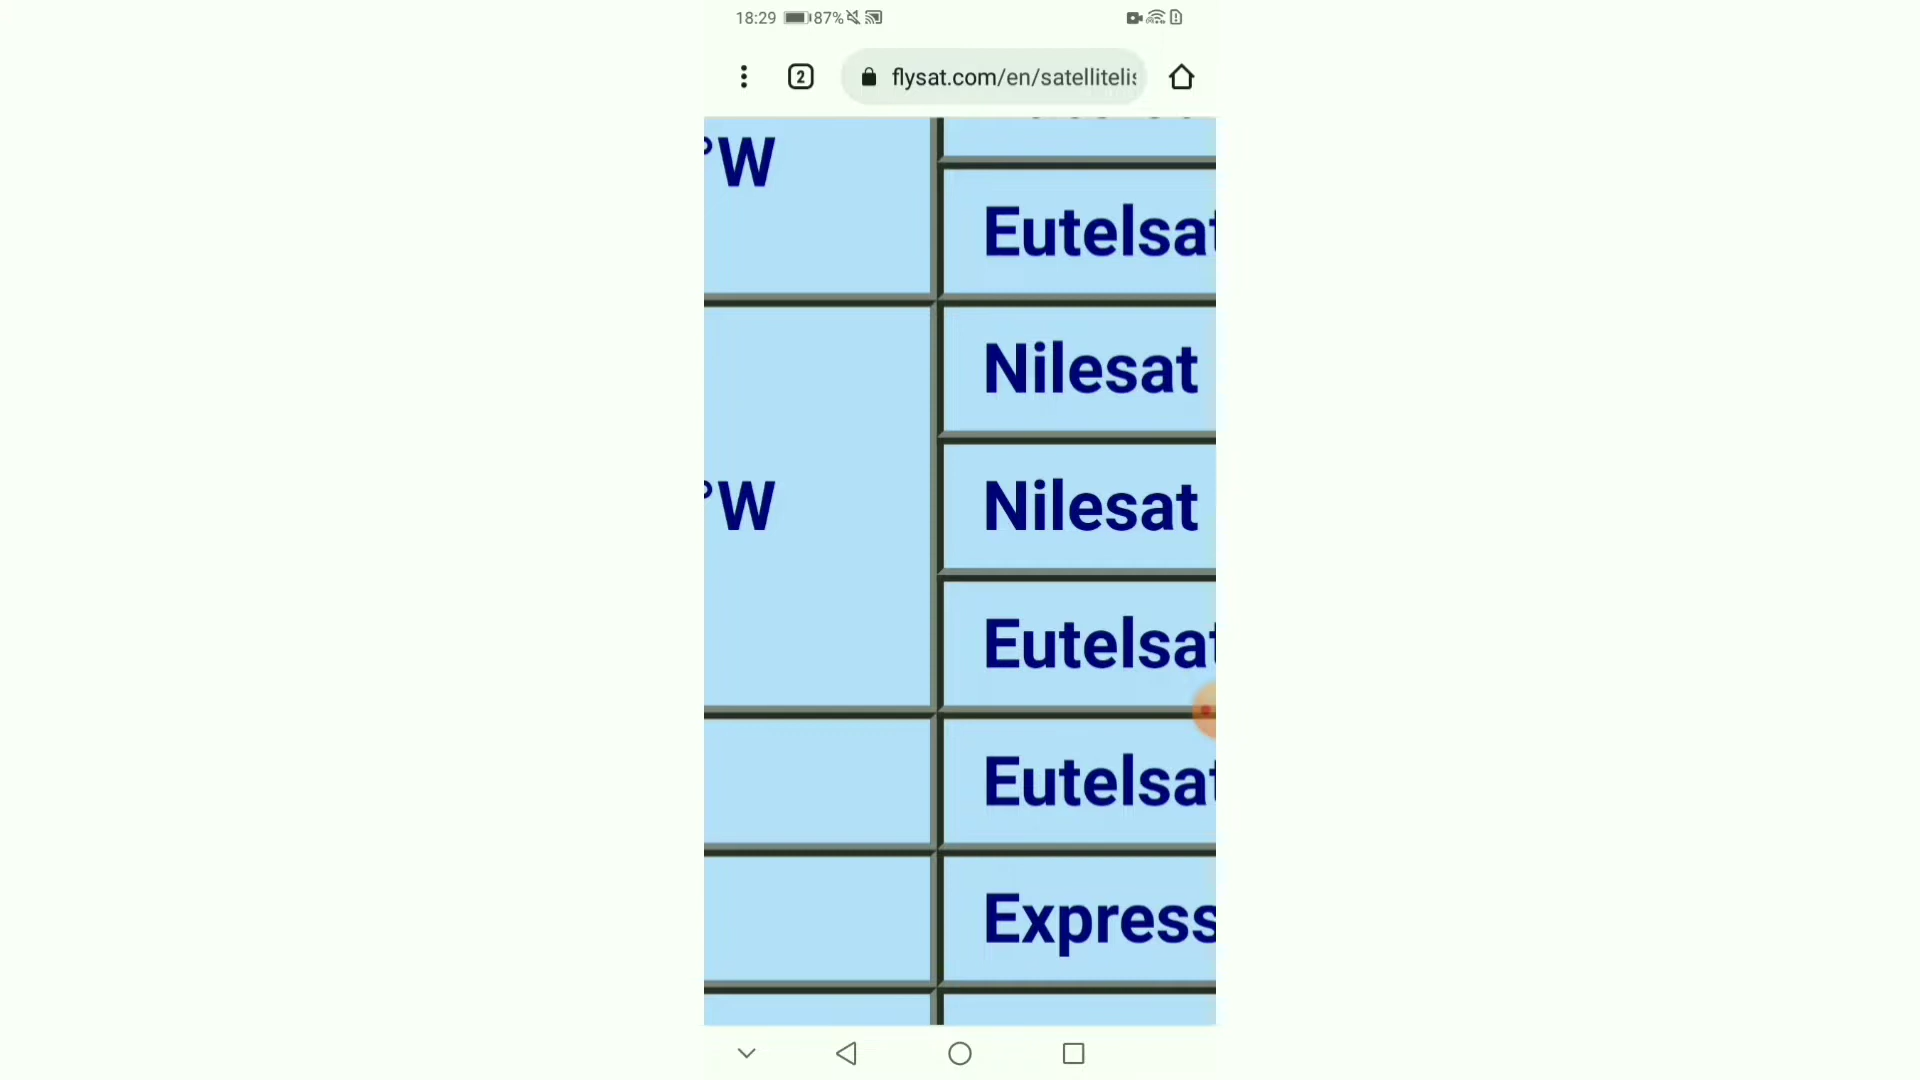 18:29 87%
2 flysat.com/en/satellitelis
°W
Eutelsat
Nilesat
°W
Nilesat
Eutelsat
Eutelsat
Express